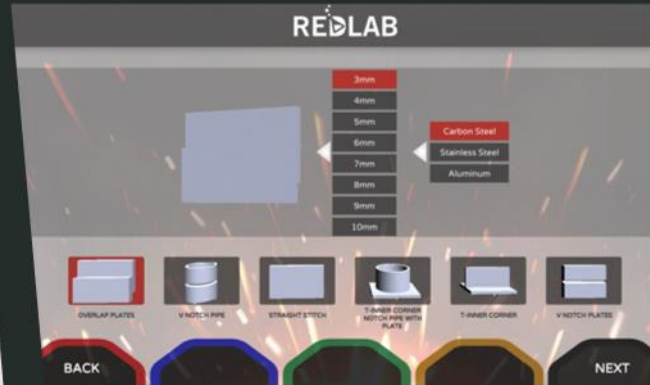 REDLAB
3mm
4mm
5mm
6mm
7mm
8mm
9mm
10mm
Carbon Steel
Stainless Steel
Aluminum
OVERLAP PLATES
V NOTCH PIPE
STRAIGHT STITCH
T-INNER CORNER
NOTCH PIPE WITH
PLATE
T-INNER CORNER
V NOTCH PLATES
BACK
NEXT